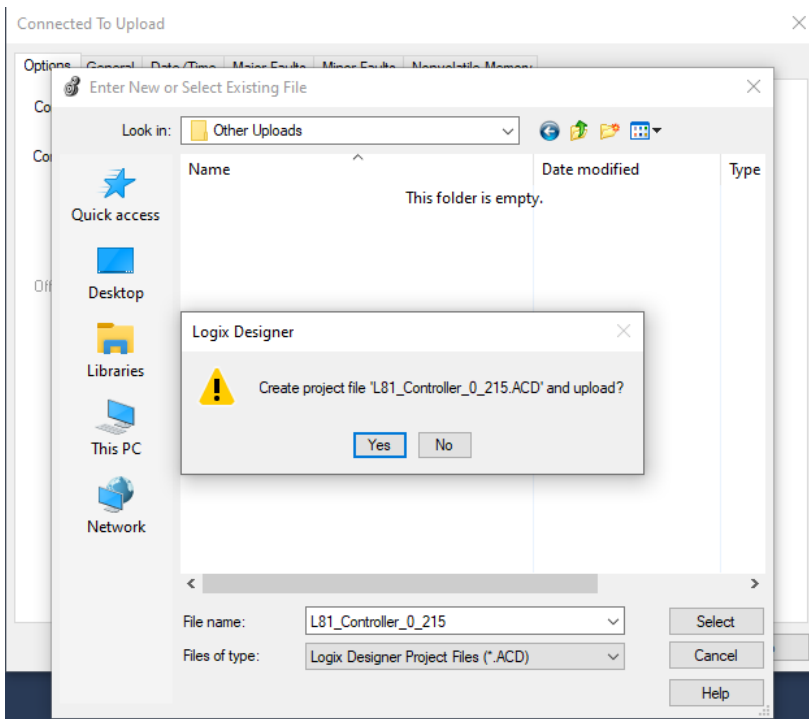 Connected To Upload
Options General Date/Time Major Faults Minor Faults Nonvolatile Memory
Enter New or Select Existing File
Look in: Other Uploads
Name Date modified Type
This folder is empty.
Quick access
Desktop
Libraries
This PC
Network
Logix Designer
Create project file 'L81_Controller_0_215.ACD' and upload?
Yes No
File name: L81_Controller_0_215 Select
Files of type: Logix Designer Project Files (*.ACD) Cancel
Help